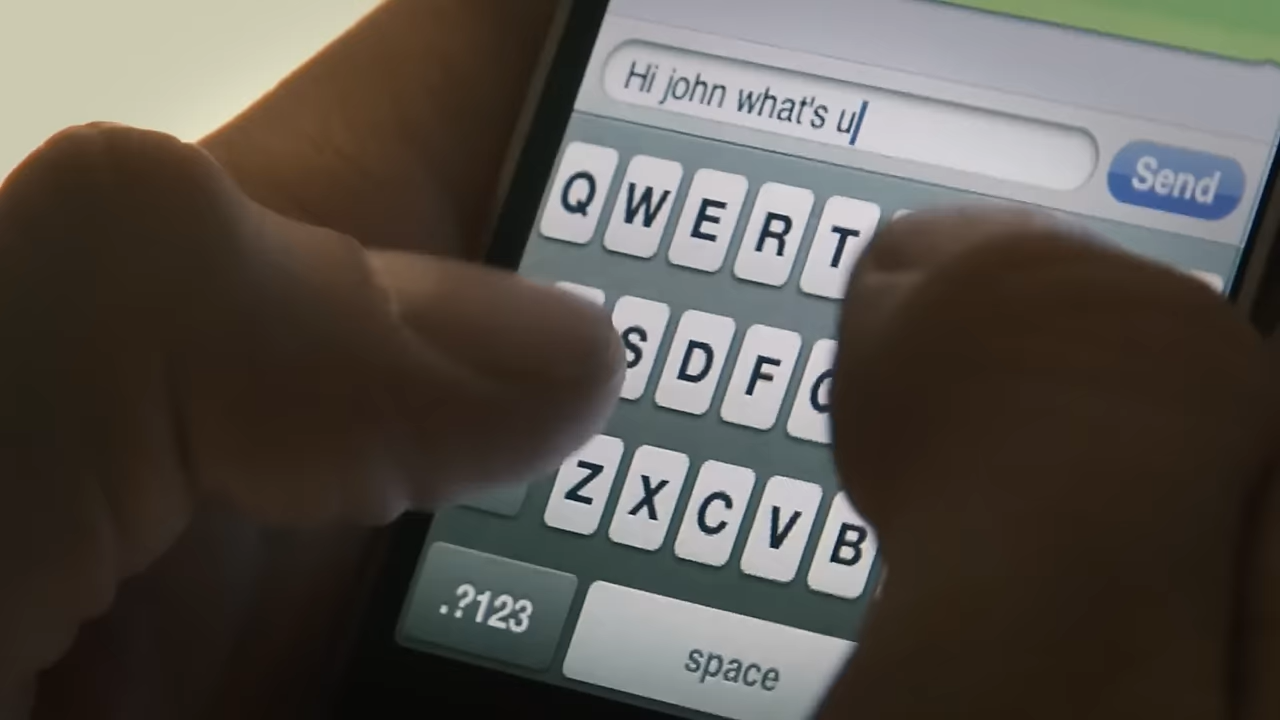 Hi john what's u
Send
Q W E R T
S D F
Z X C V B
.?123 space